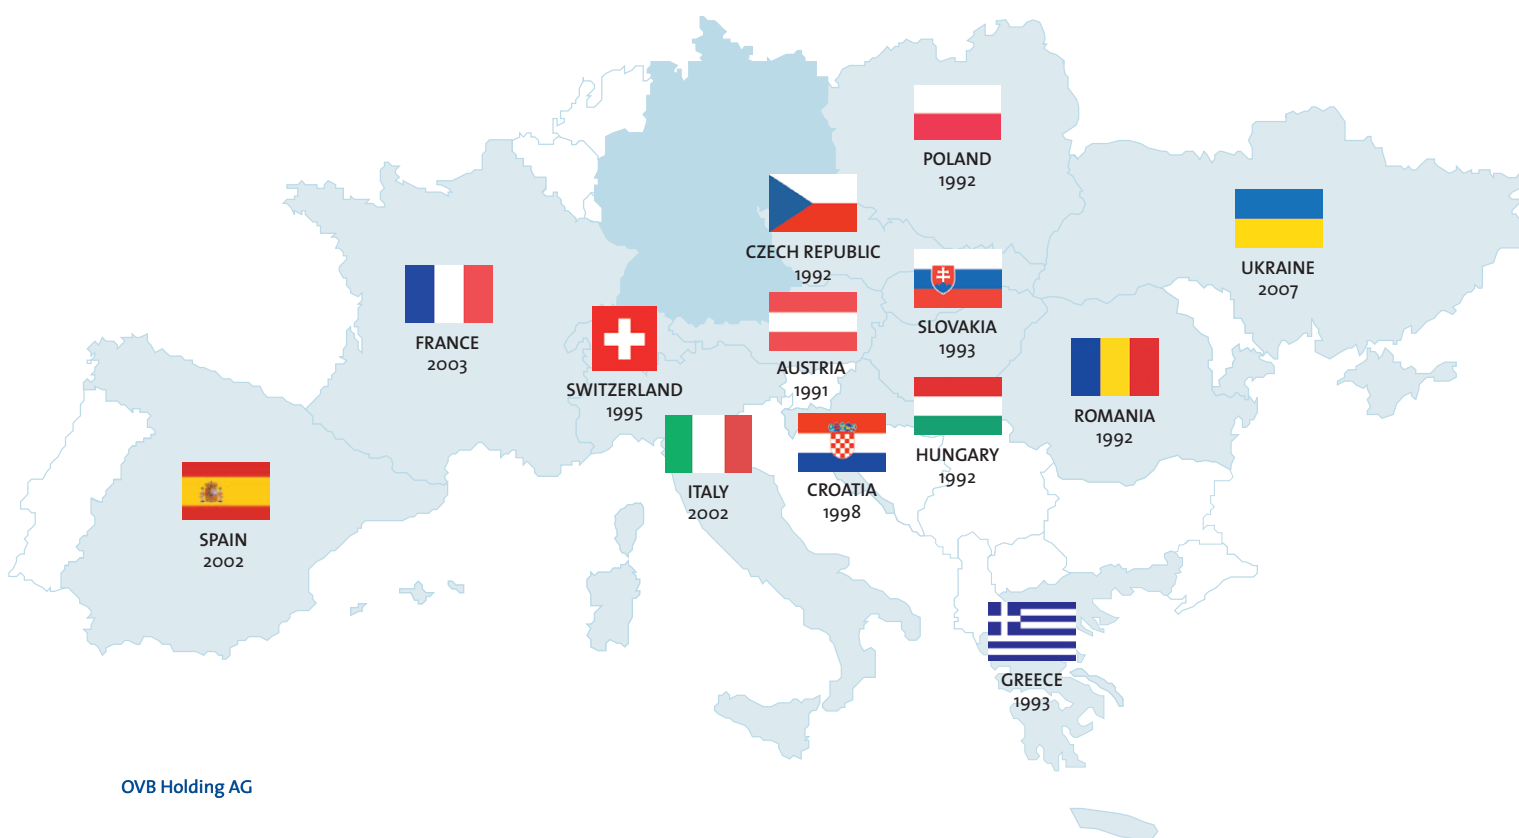 POLAND
1992
CZECH REPUBLIC
1992
UKRAINE
2007
SLOVAKIA
1993
FRANCE
2003
AUSTRIA
1991
SWITZERLAND
1995
ROMANIA
1992
HUNGARY
1992
ITALY
2002
CROATIA
1998
SPAIN
2002
GREECE
1993
OVB Holding AG